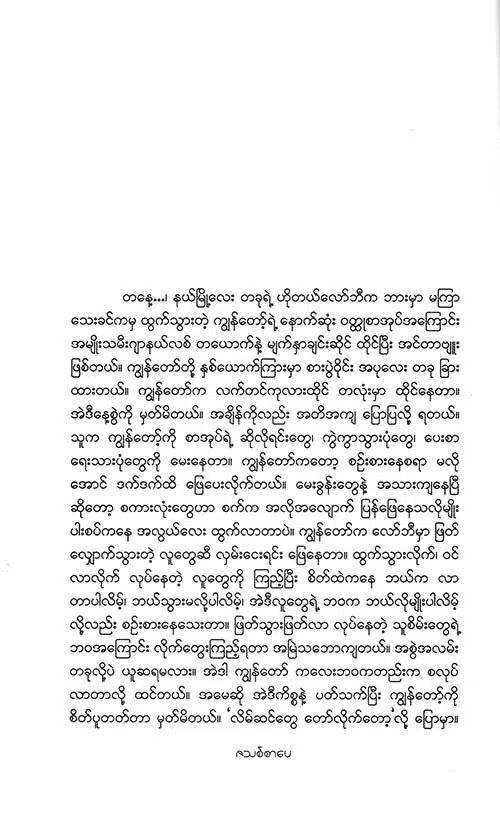 တနေ့...၊ နယ်မြို့လေး တခုရဲ့ ဟိုတယ်လော်ဘီက ဘားမှာ မကြာ
သေးခင်ကမှ ထွက်သွားတဲ့ ကျွန်တော့်ရဲ့ နောက်ဆုံး ဝတ္ထုစာအုပ်အကြောင်း
အမျိုးသမီးဂျာနယ်လစ် တယောက်နဲ့ မျက်နှာချင်းဆိုင် ထိုင်ပြီး အင်တာဗျူး
ဖြစ်တယ်။ ကျွန်တော်တို့ နှစ်ယောက်ကြားမှာ စားပွဲဝိုင်း အပုလေး တခု ခြား
ထားတယ်။ ကျွန်တော်က လက်တင်ကုလားထိုင် တလုံးမှာ ထိုင်နေတာ။
အဲဒီနေ့စွဲကို မှတ်မိတယ်။ အချိန်ကိုလည်း အတိအကျ ပြောပြလို့ ရတယ်။
သူက ကျွန်တော့်ကို စာအုပ်ရဲ့ ဆိုလိုရင်းတွေ၊ ကွဲကွာသွားပုံတွေ၊ ပေးစာ
ရေးသားပုံတွေကို မေးနေတာ။ ကျွန်တော်ကတော့ စဉ်းစားနေစရာ မလို
အောင် ဒက်ဒက်ထိ ဖြေပေးလိုက်တယ်။ မေးခွန်းတွေနဲ့ အသားကျနေပြီ
ဆိုတော့ စကားလုံးတွေဟာ စက်က အလိုအလျောက် ပြန်ဖြေနေသလိုမျိုး
ပါးစပ်ကနေ အလွယ်လေး ထွက်လာတာပဲ။ ကျွန်တော်က လော်ဘီမှာ ဖြတ်
လျှောက်သွားတဲ့ လူတွေဆီ လှမ်းငေးရင်း ဖြေနေတာ။ ထွက်သွားလိုက်၊ ဝင်
လာလိုက် လုပ်နေတဲ့ လူတွေကို ကြည့်ပြီး စိတ်ထဲကနေ ဘယ်က လာ
တာပါလိမ့်၊ ဘယ်သွားမလို့ပါလိမ့်၊ အဲဒီလူတွေရဲ့ ဘဝက ဘယ်လိုမျိုးပါလိမ့်
လို့လည်း စဉ်းစားနေသေးတာ။ ဖြတ်သွားဖြတ်လာ လုပ်နေတဲ့ သူစိမ်းတွေရဲ့
ဘဝအကြောင်း လိုက်တွေးကြည့်ရတာ အမြဲသဘောကျတယ်။ အစွဲအလမ်း
တခုလို့ပဲ ယူဆရမလား။ အဲဒါ ကျွန်တော် ကလေးဘဝကတည်းက စလုပ်
လာတာလို့ ထင်တယ်။ အမေဆို အဲဒီကိစ္စနဲ့ ပတ်သက်ပြီး ကျွန်တော့်ကို
စိတ်ပူတတ်တာ မှတ်မိတယ်။ ‘လိမ်ဆင်တွေ တော်လိုက်တော့’လို့ ပြောမှာ။
ဇသစ်စာပေ